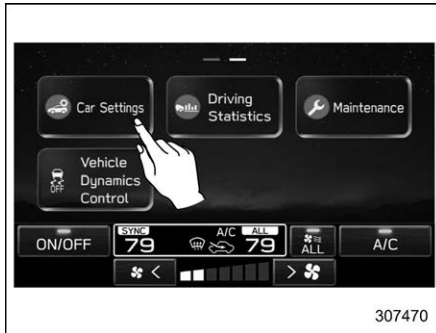 Car Settings
Driving
Statistics
Maintenance
OFF
Vehicle
Dynamics
Control
ON/OFF
SYNC
79
A/C
ALL
79
ALL
A/C
<
>
307470